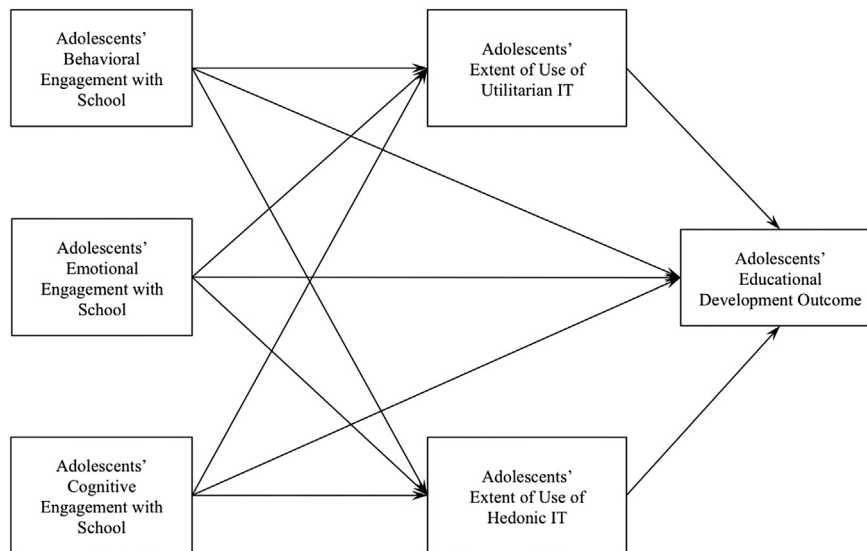 Adolescents’
Behavioral
Engagement with
School
Adolescents’
Extent of Use of
Utilitarian IT
Adolescents’
Emotional
Engagement with
School
Adolescents’
Educational
Development Outcome
Adolescents’
Cognitive
Engagement with
School
Adolescents’
Extent of Use of
Hedonic IT